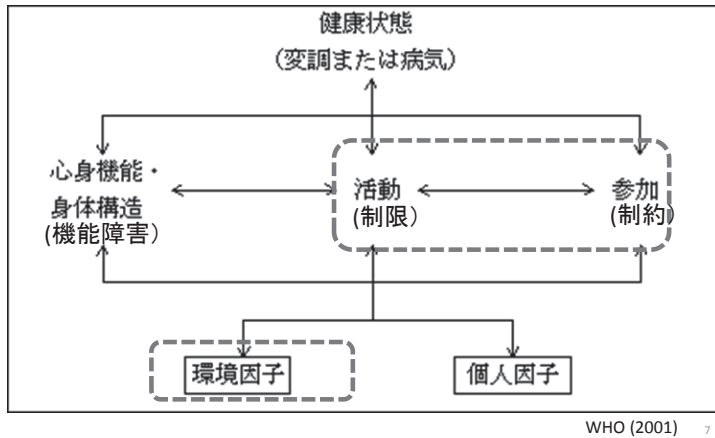 健康状態
（変調または病気）
心身機能・
身体構造
(機能障害）
活動
(制限）
参加
(制約）
環境因子
個人因子
WHO (2001)
7